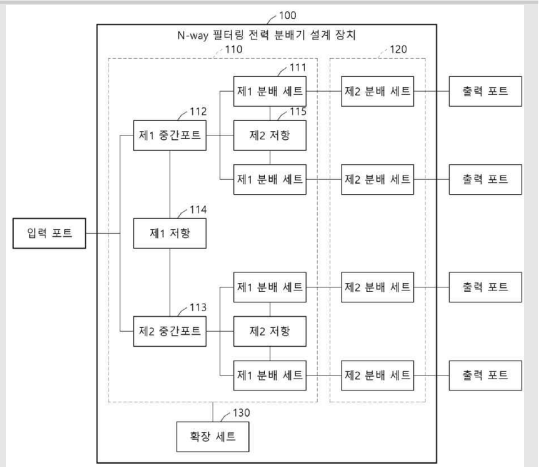 100
N-way 필터링 전력 분배기 설계 장치
110
120
111
제1 분배 세트
제2 분배 세트
출력 포트
112
115
제1 중간포트
제2 저항
제1 분배 세트
제2 분배 세트
출력 포트
114
입력 포트
제1 저항
113
제1 분배 세트
제2 분배 세트
출력 포트
제2 중간포트
제2 저항
제1 분배 세트
제2 분배 세트
출력 포트
130
확장 세트